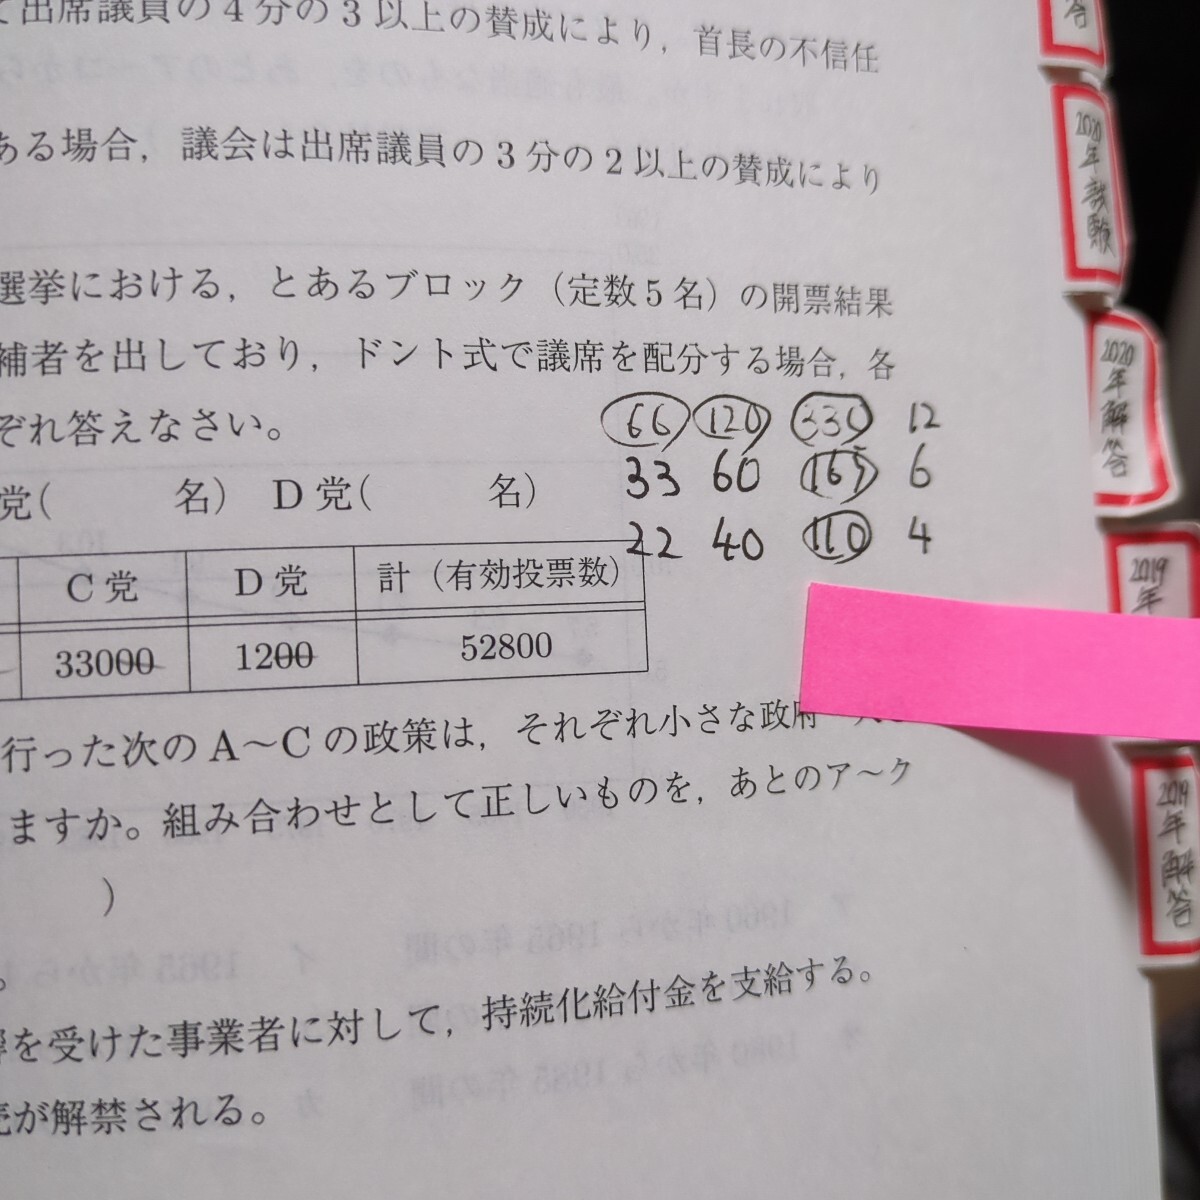 て出席議員の4分の3以上の賛成により,首長の不信任
ある場合,議会は出席議員の3分の2以上の賛成により
選挙における,とあるブロック（定数5名）の開票結果
補者を出しており,ドント式で議席を配分する場合,各
ぞれ答えなさい。
党(　　　名)　D党(　　　名)
66 120 330 12
33 60 165 6
22 40 110 4
C党 D党 計（有効投票数）
33000 1200 52800
行った次のA〜Cの政策は,それぞれ小さな政府
ますか。組み合わせとして正しいものを,あとのア〜ク
)
。
を受けた事業者に対して,持続化給付金を支給する。
が解禁される。
答
2020年試験
2020年解答
2019年
2019年解答